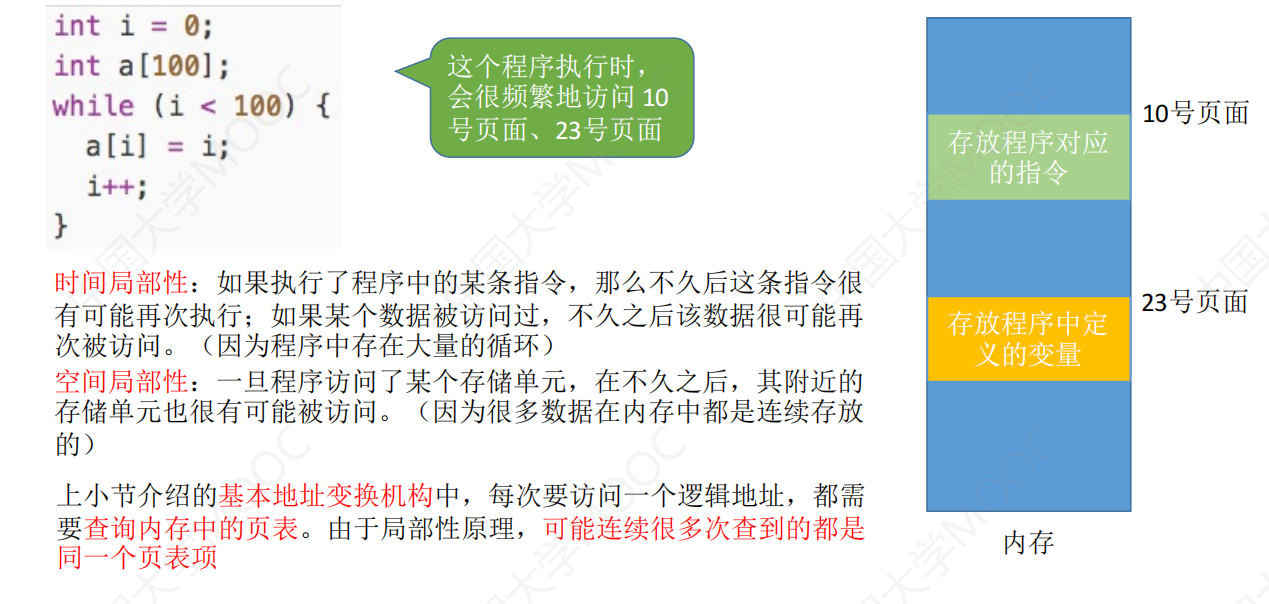 int i = 0;
int a[100];
while (i < 100) {
a[i] = i;
i++;
}
这个程序执行时，
会很频繁地访问 10
号页面、23号页面
10号页面
存放程序对应
的指令
23号页面
存放程序中定
义的变量
内存
时间局部性：如果执行了程序中的某条指令，那么不久后这条指令很
有可能再次执行；如果某个数据被访问过，不久之后该数据很可能再
次被访问。（因为程序中存在大量的循环）
空间局部性：一旦程序访问了某个存储单元，在不久之后，其附近的
存储单元也很有可能被访问。（因为很多数据在内存中都是连续存放
的）
上小节介绍的基本地址变换机构中，每次要访问一个逻辑地址，都需
要查询内存中的页表。由于局部性原理，可能连续很多次查到的都是
同一个页表项
中国大学MOOC